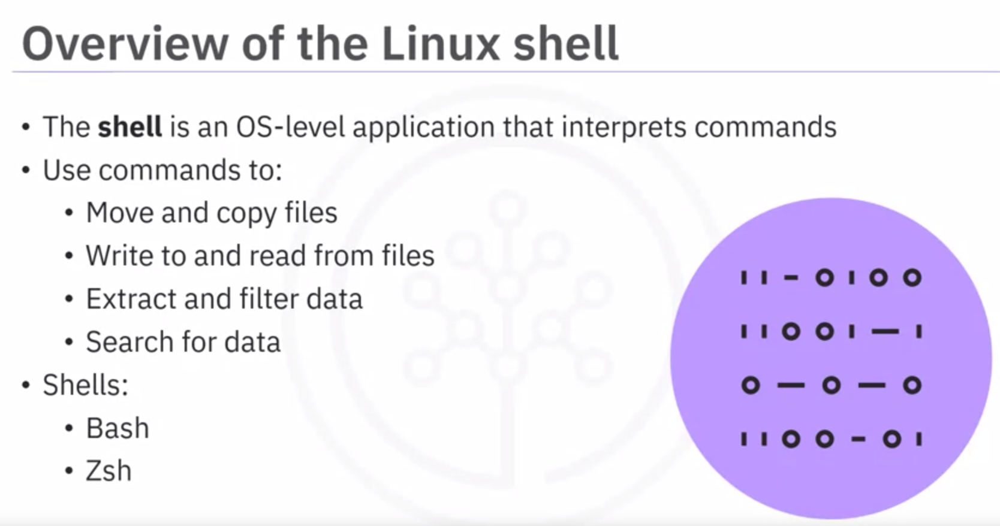 Overview of the Linux shell
• The shell is an OS-level application that interprets commands
• Use commands to:
• Move and copy files
• Write to and read from files
• Extract and filter data
• Search for data
• Shells:
• Bash
• Zsh
ı ı - o ı o o
ı ı o o ı — ı
o — o — o
ı ı o o - o ı